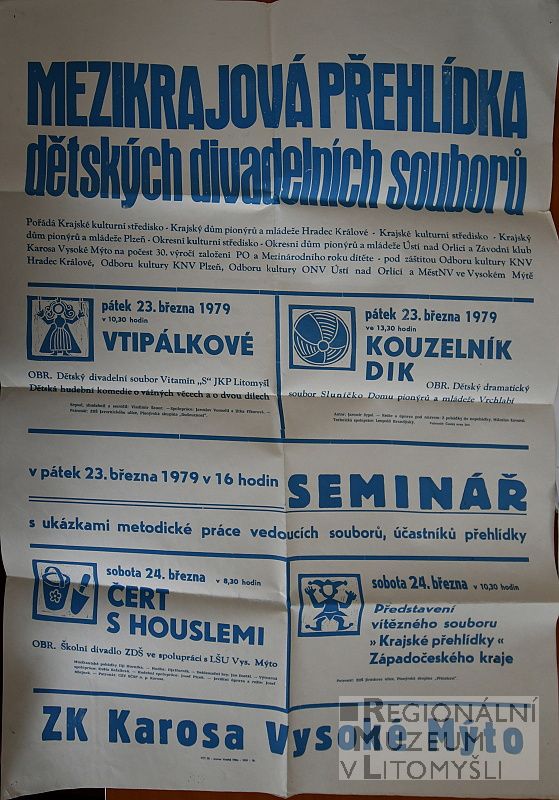 MEZIKRAJOVÁ PŘEHLÍDKA
dětských divadelních souborů
Pořádá Krajské kulturní středisko - Krajský dům pionýrů a mládeže Hradec Králové - Krajské kulturní středisko - Krajský
dům pionýrů a mládeže Plzeň - Okresní kulturní středisko - Okresní dům pionýrů a mládeže Ústí nad Orlicí a Závodní klub
Karosa Vysoké Mýto na počest 30. výročí založení PO a Mezinárodního roku dítěte - pod záštitou Odboru kultury KNV
Hradec Králové, Odboru kultury KNV Plzeň, Odboru kultury ONV Ústí nad Orlicí a MěstNV ve Vysokém Mýtě
pátek 23. března 1979
v 10,30 hodin
VTIPÁLKOVÉ
OBR. Dětský divadelní soubor Vitamin „S" JKP Litomyšl
Dětská hudební komedie o vážných věcech a o dvou dílech
pátek 23. března 1979
ve 13,30 hodin
KOUZELNÍK
DIK
OBR. Dětský dramatický
soubor Sluníčko Domu pionýrů a mládeže Vrchlabí
v pátek 23. března 1979 v 16 hodin
SEMINÁŘ
s ukázkami metodické práce vedoucích souborů, účastníků přehlídky
sobota 24. března v 8,30 hodin
ČERT
S HOUSLEMI
OBR. Školní divadlo ZDŠ ve spolupráci s LŠU Vys. Mýto
sobota 24. března v 10,30 hodin
Představení
vítězného souboru
» Krajské přehlídky «
Západočeského kraje
ZK Karosa Vysoké Mýto
REGIONÁLNÍ
MUZEUM
V LITOMYŠLI